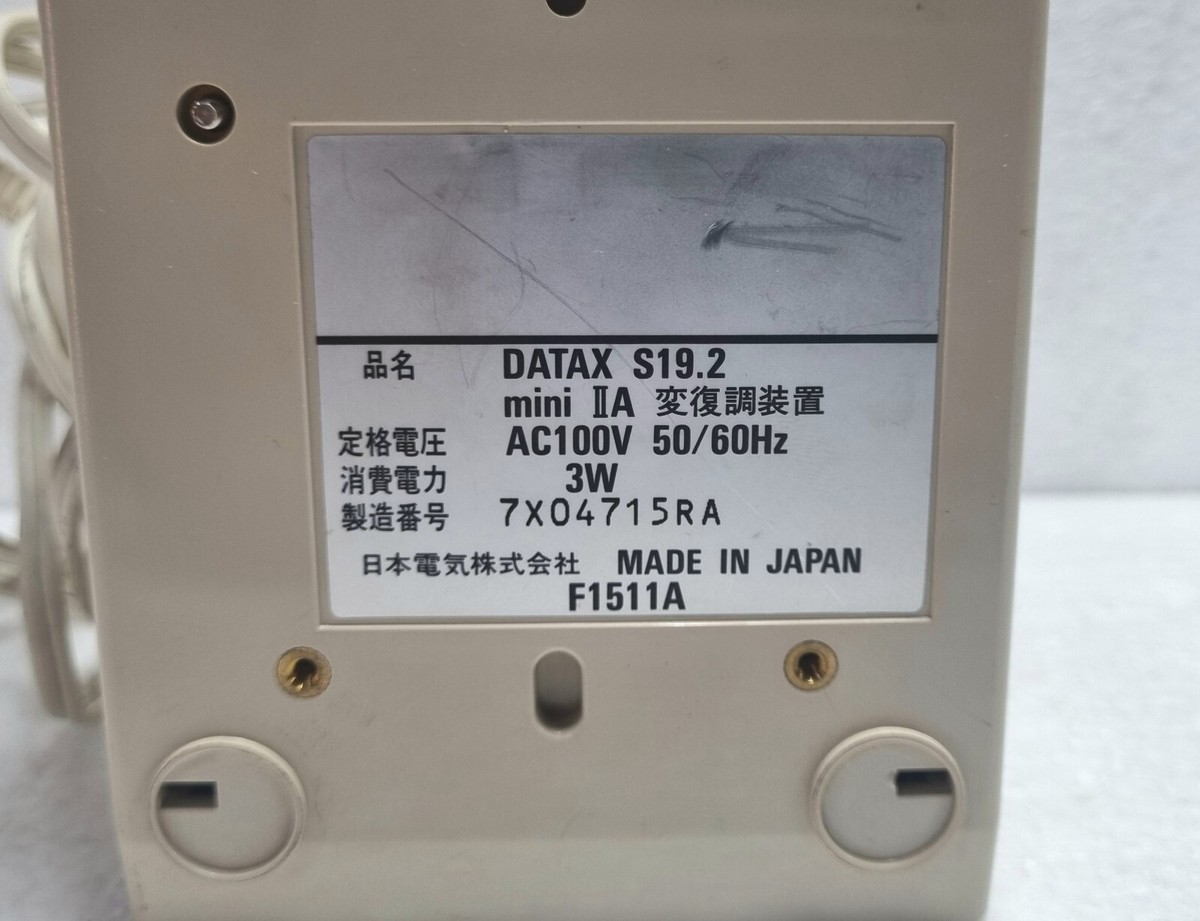 品名 DATAX S19.2
mini ⅡA 変復調装置
定格電圧 AC100V 50/60Hz
消費電力 3W
製造番号 7X04715RA
日本電気株式会社 MADE IN JAPAN
F1511A